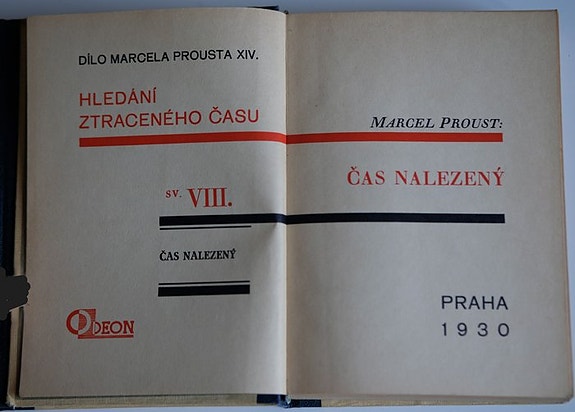 DÍLO MARCELA PROUSTA XIV.
HLEDÁNÍ
ZTRACENÉHO ČASU
SV. VIII.
ČAS NALEZENÝ
ODEON
MARCEL PROUST:
ČAS NALEZENÝ
PRAHA
1930